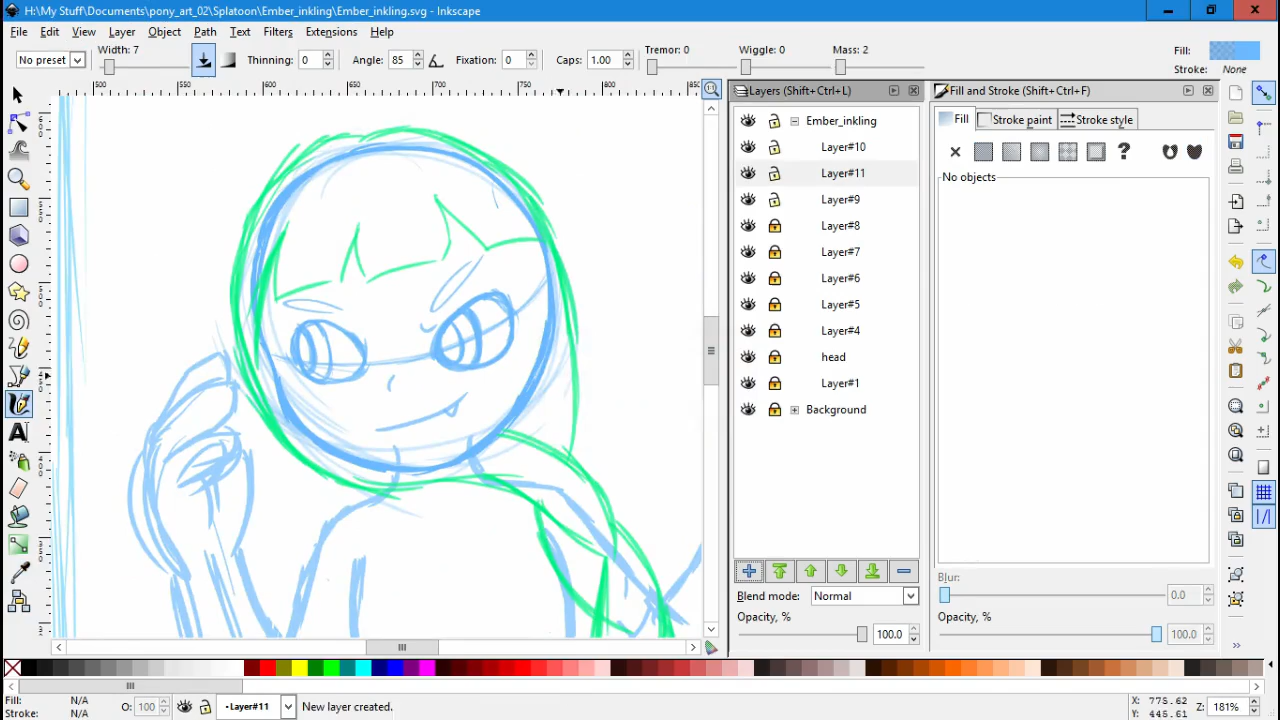 H:\My Stuff\Documents\pony_art_02\Splatoon\Ember_inkling\Ember_inkling.svg - Inkscape
File Edit View Layer Object Path Text Filters Extensions Help
No preset Width: 7 Thinning: 0 Angle: 85 Fixation: 0 Caps: 1.00 Tremor: 0 Wiggle: 0 Mass: 2 Fill:
Stroke: None
500 600 700 800
Layers (Shift+Ctrl+L) Fill and Stroke (Shift+Ctrl+F)
Ember_inkling Fill Stroke paint Stroke style
Layer#10
Layer#11
No objects
Layer#9
Layer#8
Layer#7
Layer#6
Layer#5
Layer#4
head
Layer#1
Background
Blend mode: Normal
Blur: 0.0
Opacity, % 100.0
Opacity, % 100.0
Fill: N/A
Stroke: N/A
O: 100
Layer#11 New layer created.
X: 775.62
Y: 445.61
Z: 181%